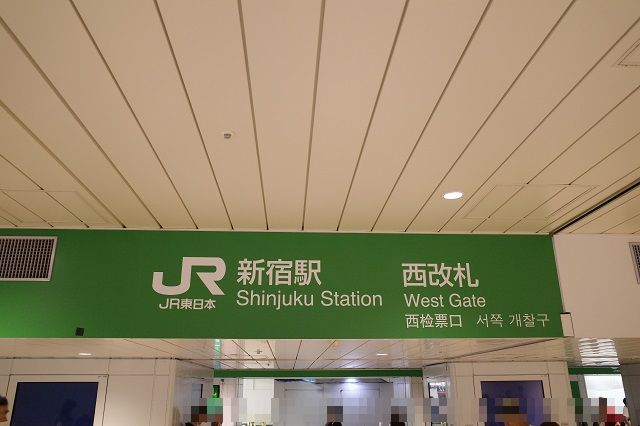 JR
JR東日本
新宿駅
Shinjuku Station
西改札
West Gate
西检票口 서쪽 개찰구